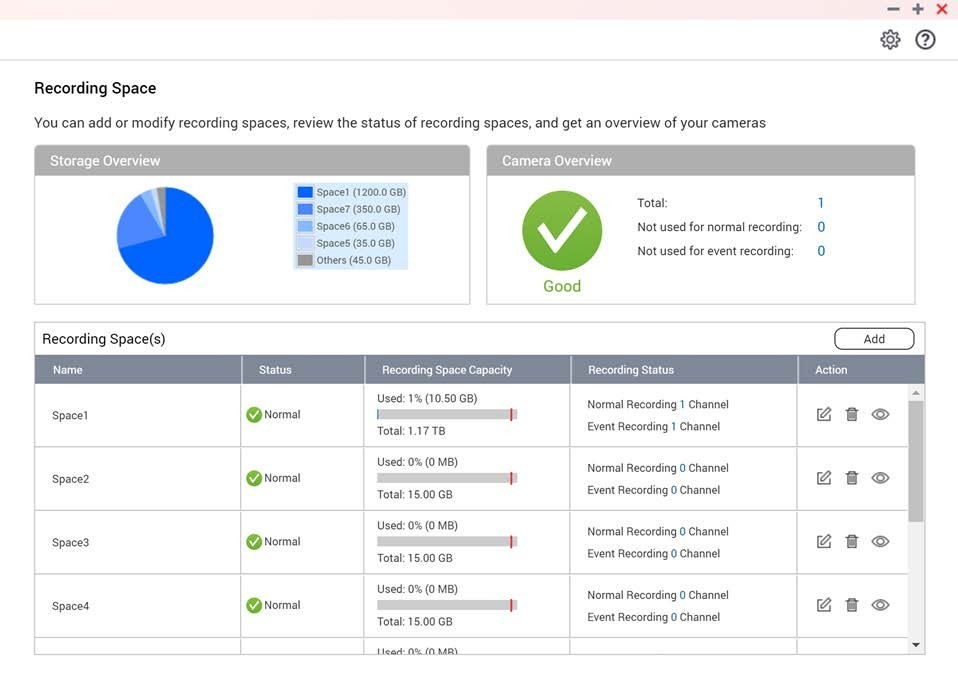 Recording Space
You can add or modify recording spaces, review the status of recording spaces, and get an overview of your cameras
Storage Overview
Space1 (1200.0 GB)
Space7 (350.0 GB)
Space6 (65.0 GB)
Space5 (35.0 GB)
Others (45.0 GB)
Camera Overview
Good
Total: 1
Not used for normal recording: 0
Not used for event recording: 0
Recording Space(s) Add
Name Status Recording Space Capacity Recording Status Action
Space1 Normal
Used: 1% (10.50 GB)
Total: 1.17 TB
Normal Recording 1 Channel
Event Recording 1 Channel
Space2 Normal
Used: 0% (0 MB)
Total: 15.00 GB
Normal Recording 0 Channel
Event Recording 0 Channel
Space3 Normal
Used: 0% (0 MB)
Total: 15.00 GB
Normal Recording 0 Channel
Event Recording 0 Channel
Space4 Normal
Used: 0% (0 MB)
Total: 15.00 GB
Normal Recording 0 Channel
Event Recording 0 Channel
Used: 0% (0 MB)